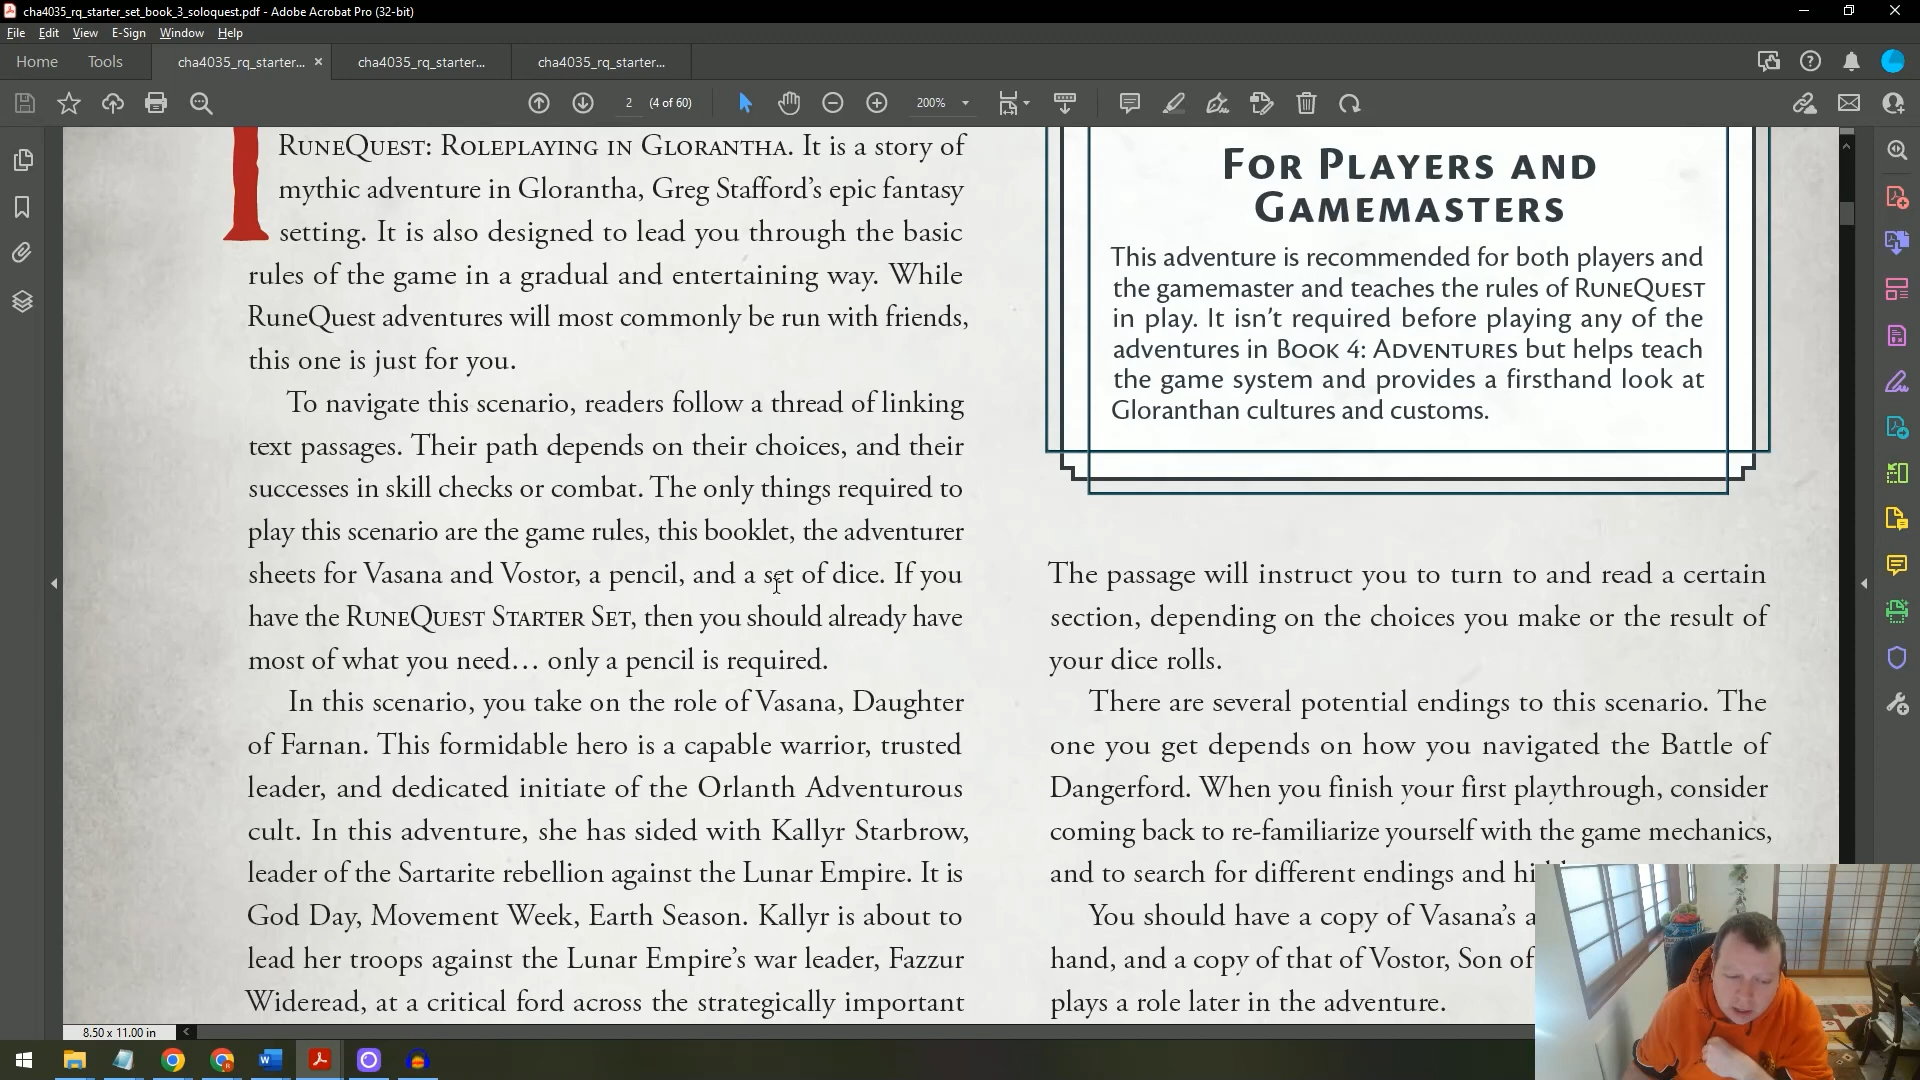 cha4035_rq_starter_set_book_3_soloquest.pdf - Adobe Acrobat Pro (32-bit)
File Edit View E-Sign Window Help
Home Tools cha4035_rq_starter... × cha4035_rq_starter... cha4035_rq_starter...
2 (4 of 60) 200%
I
RUNEQUEST: ROLEPLAYING IN GLORANTHA. It is a story of
mythic adventure in Glorantha, Greg Stafford’s epic fantasy
setting. It is also designed to lead you through the basic
rules of the game in a gradual and entertaining way. While
RuneQuest adventures will most commonly be run with friends,
this one is just for you.
To navigate this scenario, readers follow a thread of linking
text passages. Their path depends on their choices, and their
successes in skill checks or combat. The only things required to
play this scenario are the game rules, this booklet, the adventurer
sheets for Vasana and Vostor, a pencil, and a set of dice. If you
have the RUNEQUEST STARTER SET, then you should already have
most of what you need… only a pencil is required.
In this scenario, you take on the role of Vasana, Daughter
of Farnan. This formidable hero is a capable warrior, trusted
leader, and dedicated initiate of the Orlanth Adventurous
cult. In this adventure, she has sided with Kallyr Starbrow,
leader of the Sartarite rebellion against the Lunar Empire. It is
God Day, Movement Week, Earth Season. Kallyr is about to
lead her troops against the Lunar Empire’s war leader, Fazzur
Wideread, at a critical ford across the strategically important
FOR PLAYERS AND
GAMEMASTERS
This adventure is recommended for both players and
the gamemaster and teaches the rules of RUNEQUEST
in play. It isn’t required before playing any of the
adventures in BOOK 4: ADVENTURES but helps teach
the game system and provides a firsthand look at
Gloranthan cultures and customs.
The passage will instruct you to turn to and read a certain
section, depending on the choices you make or the result of
your dice rolls.
There are several potential endings to this scenario. The
one you get depends on how you navigated the Battle of
Dangerford. When you finish your first playthrough, consider
coming back to re-familiarize yourself with the game mechanics,
and to search for different endings and
You should have a copy of Vasana’s
hand, and a copy of that of Vostor, Son of
plays a role later in the adventure.
8.50 x 11.00 in